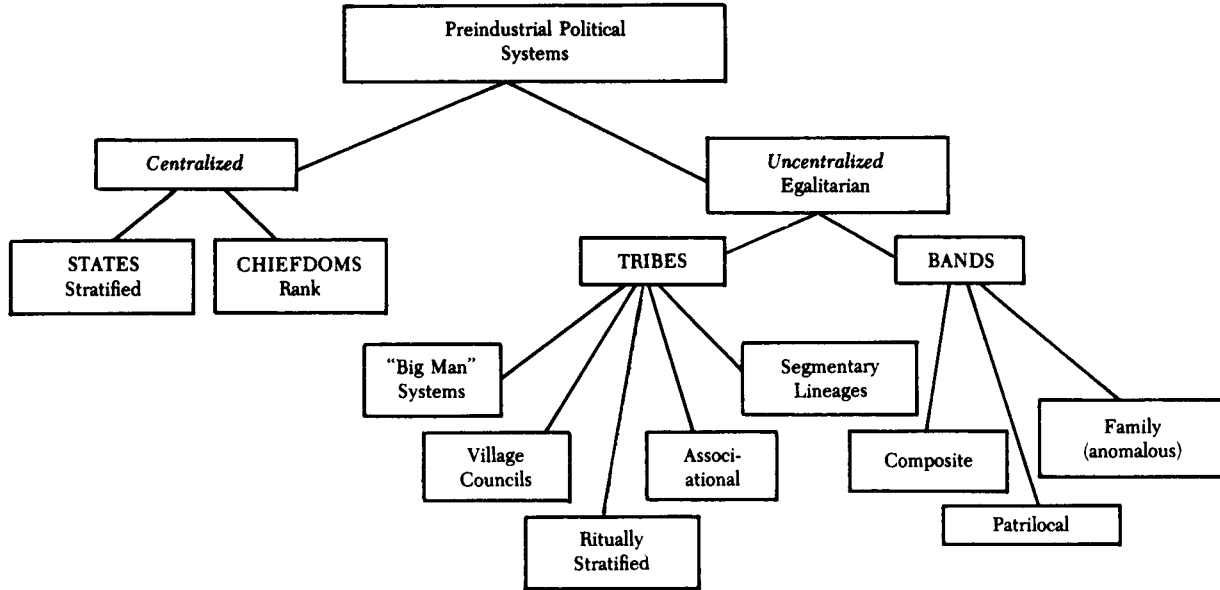 Preindustrial Political
Systems
Centralized
Uncentralized
Egalitarian
STATES
Stratified
CHIEFDOMS
Rank
TRIBES
BANDS
“Big Man”
Systems
Segmentary
Lineages
Village
Councils
Associ-
ational
Composite
Family
(anomalous)
Ritually
Stratified
Patrilocal